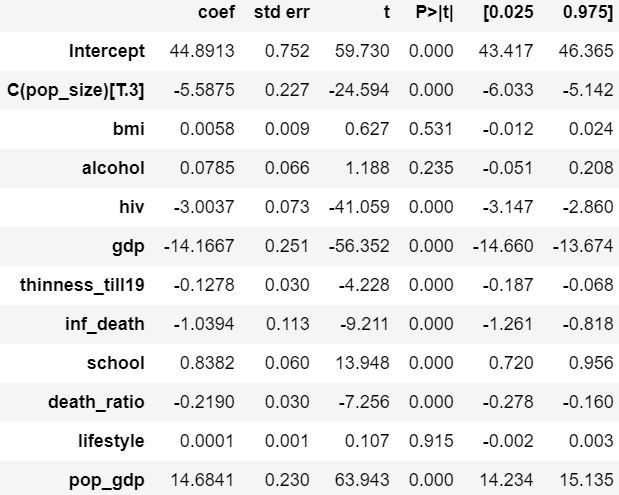 coef std err t P>|t| [0.025 0.975]
Intercept 44.8913 0.752 59.730 0.000 43.417 46.365
C(pop_size)[T.3] -5.5875 0.227 -24.594 0.000 -6.033 -5.142
bmi 0.0058 0.009 0.627 0.531 -0.012 0.024
alcohol 0.0785 0.066 1.188 0.235 -0.051 0.208
hiv -3.0037 0.073 -41.059 0.000 -3.147 -2.860
gdp -14.1667 0.251 -56.352 0.000 -14.660 -13.674
thinness_till19 -0.1278 0.030 -4.228 0.000 -0.187 -0.068
inf_death -1.0394 0.113 -9.211 0.000 -1.261 -0.818
school 0.8382 0.060 13.948 0.000 0.720 0.956
death_ratio -0.2190 0.030 -7.256 0.000 -0.278 -0.160
lifestyle 0.0001 0.001 0.107 0.915 -0.002 0.003
pop_gdp 14.6841 0.230 63.943 0.000 14.234 15.135